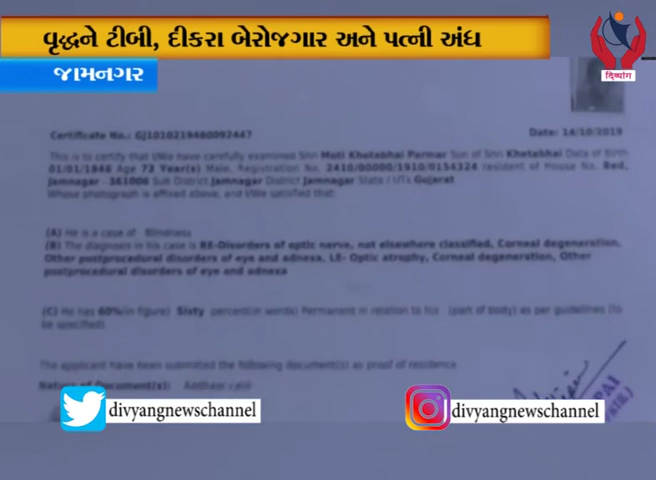 વૃદ્ધને ટીબી, દીકરા બેરોજગાર અને પત્ની અંધ
दिव्यांग
જામનગર
Certificate No.: GJ1010219460092447
Date: 14/10/2019
This is to certify that I/We have carefully examined Shri Moti Khetabhai Parmar Son of Shri Khetabhai Date of Birth
01/01/1946 Age 73 Year(s) Male, Registration No. 2410/00000/1910/0154324 resident of House No. Bed,
Jamnagar - 361006 Sub District Jamnagar District Jamnagar State / UTs Gujarat
Whose photograph is affixed above, and I/We satisfied that:
(A) He is a case of Blindness
(B) The diagnosis in his case is RE-Disorders of optic nerve, not elsewhere classified, Corneal degeneration,
Other postprocedural disorders of eye and adnexa, LE- Optic atrophy, Corneal degeneration, Other
postprocedural disorders of eye and adnexa
(C) He has 60%(in figure) Sixty percent(in words) Permanent in relation to his (part of body) as per guidelines (to
be specified)
The applicant have been submitted the following document(s) as proof of residence
Nature of Document(s): Aadhaar card
divyangnewschannel
divyangnewschannel